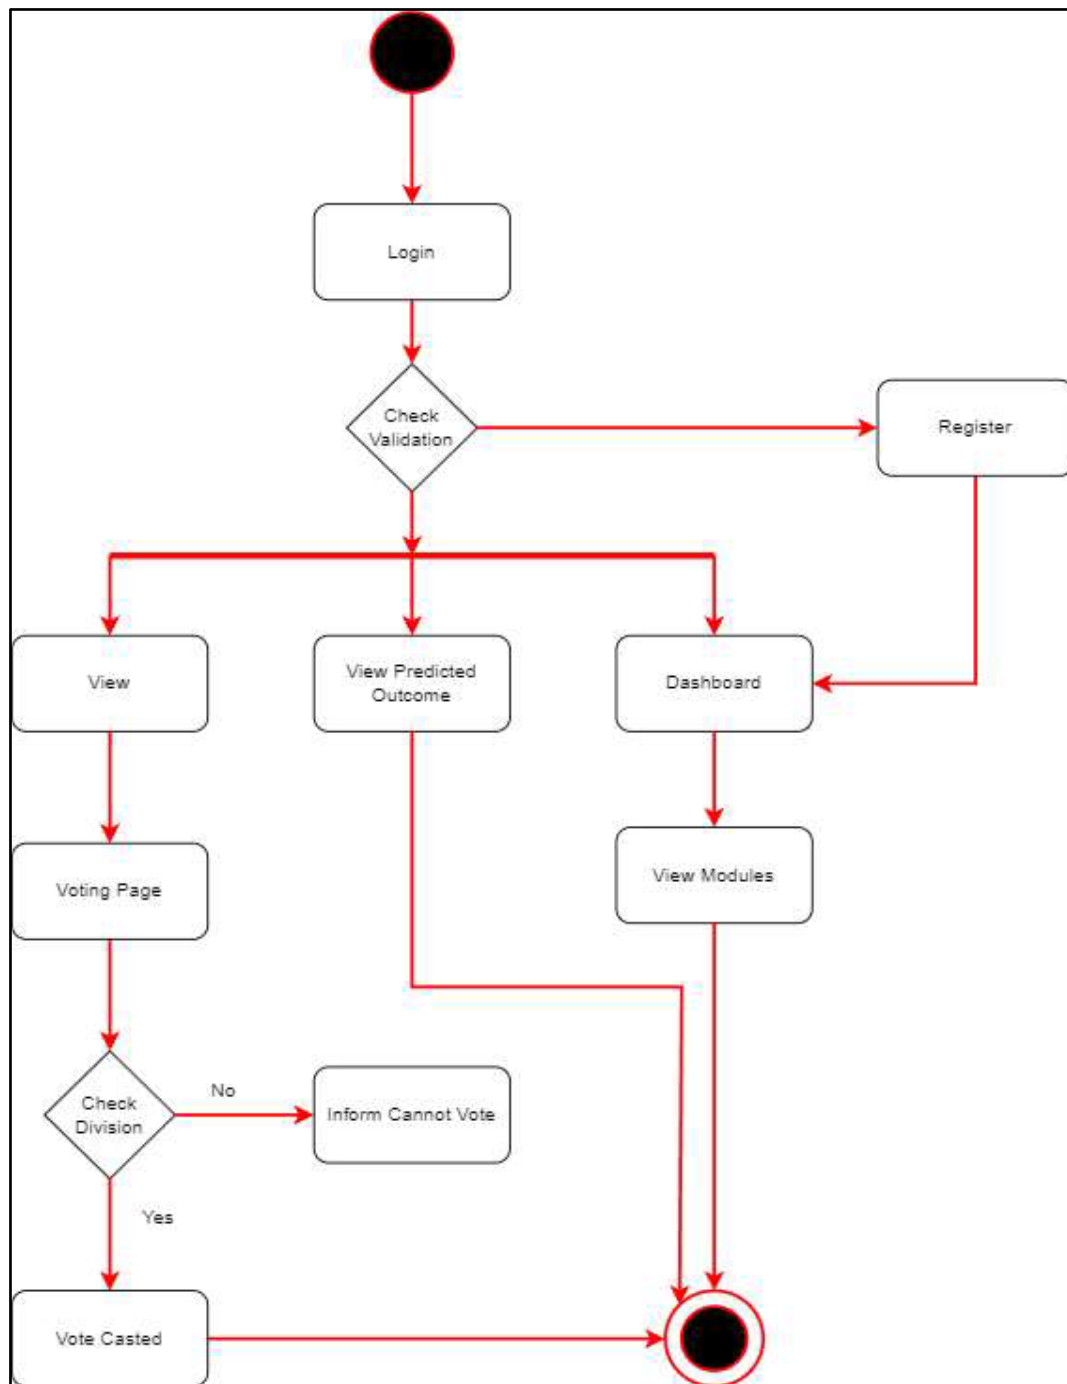 Login
Check
Validation
Register
View
View Predicted
Outcome
Dashboard
Voting Page
View Modules
Check
Division
No
Inform Cannot Vote
Yes
Vote Casted